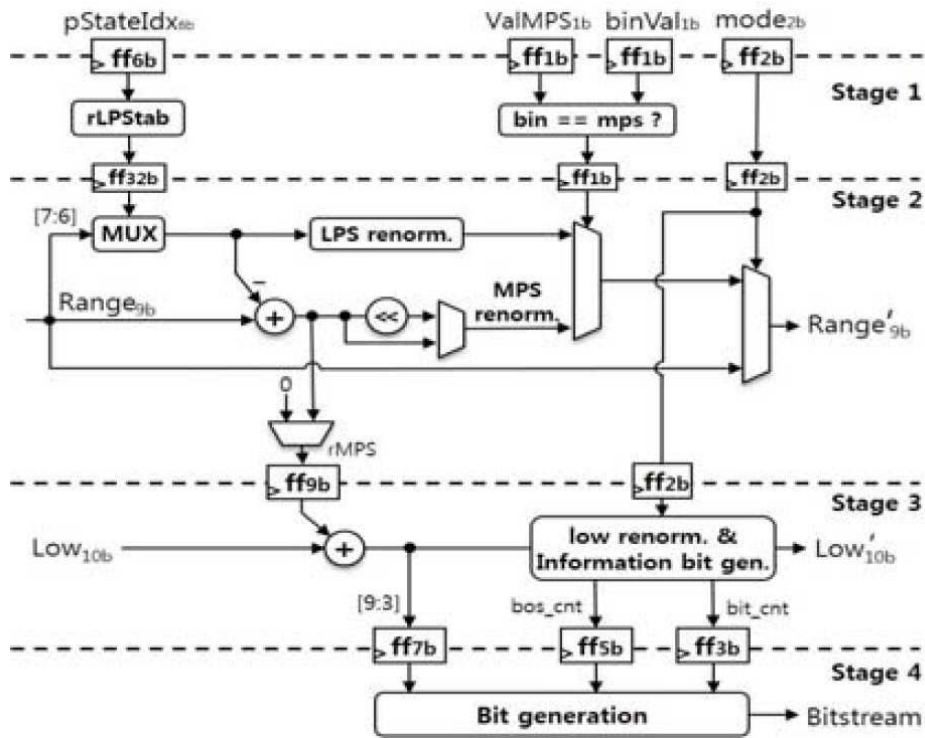 pStateIdx6b ValMPS1b binVal1b mode2b
ff6b ff1b ff1b ff2b
Stage 1
rLPStab bin == mps ?
ff32b ff1b ff2b
Stage 2
[7:6] MUX LPS renorm.
−
Range9b + << MPS
renorm. Range′9b
0
rMPS
ff9b ff2b
Stage 3
Low10b + low renorm. &
Information bit gen. Low′10b
[9:3] bos_cnt bit_cnt
ff7b ff5b ff3b
Stage 4
Bit generation Bitstream